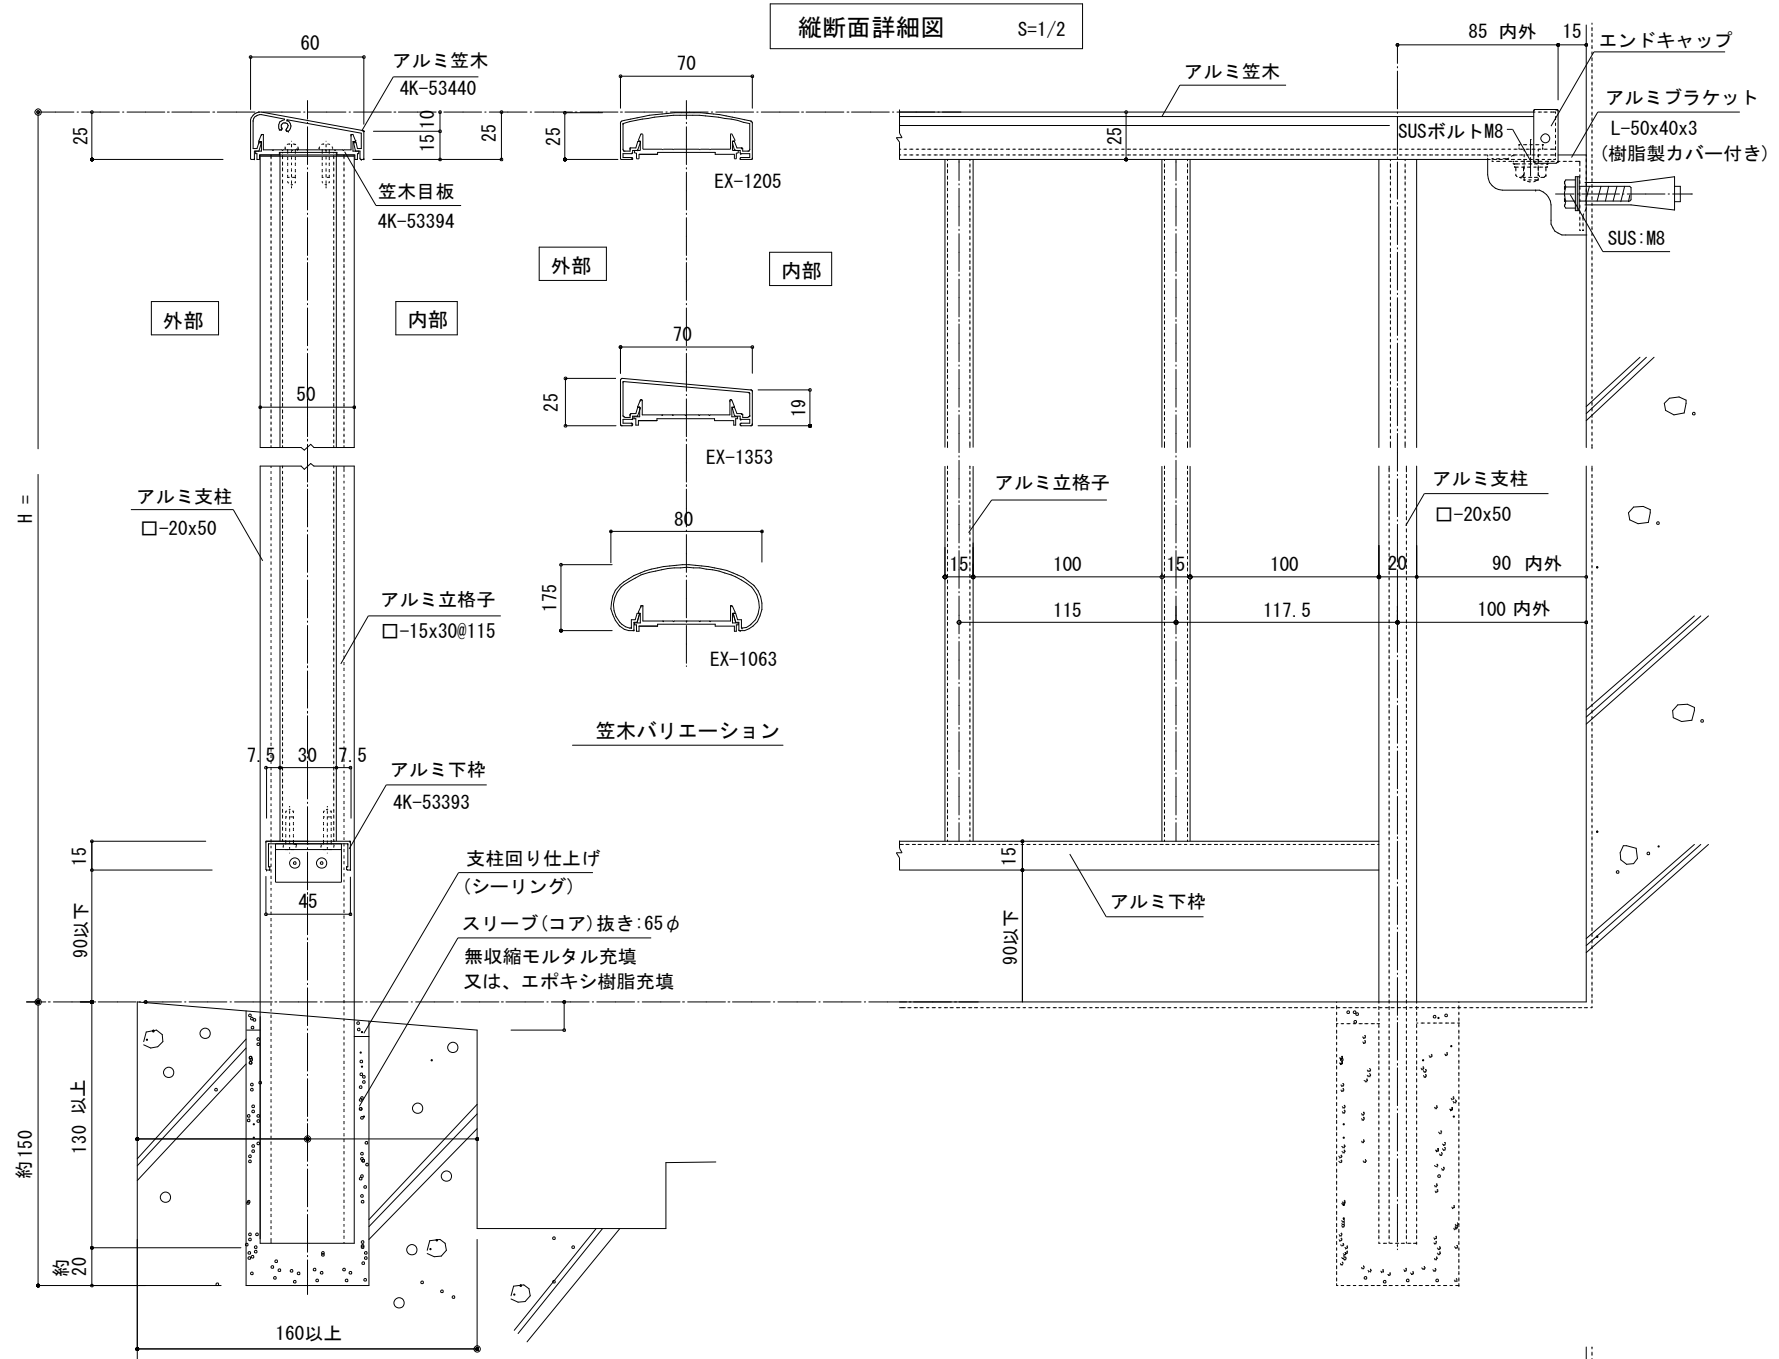 縦断面詳細図 S=1/2
60
アルミ笠木
4K-53440
25
10
15
25
笠木目板
4K-53394
外部
内部
50
H =
アルミ支柱
□-20x50
アルミ立格子
□-15x30@115
7.5
30
7.5
アルミ下枠
4K-53393
15
45
90以下
支柱回り仕上げ
(シーリング)
スリーブ(コア)抜き:65φ
無収縮モルタル充填
又は、エポキシ樹脂充填
130 以上
約150
約
20
160以上
70
25
EX-1205
外部
内部
70
25
19
EX-1353
80
175
EX-1063
笠木バリエーション
アルミ笠木
25
85 内外
15
エンドキャップ
アルミブラケット
L-50x40x3
(樹脂製カバー付き)
SUSボルトM8
SUS:M8
アルミ立格子
アルミ支柱
□-20x50
15
100
15
100
20
90 内外
115
117.5
100 内外
15
アルミ下枠
90以下